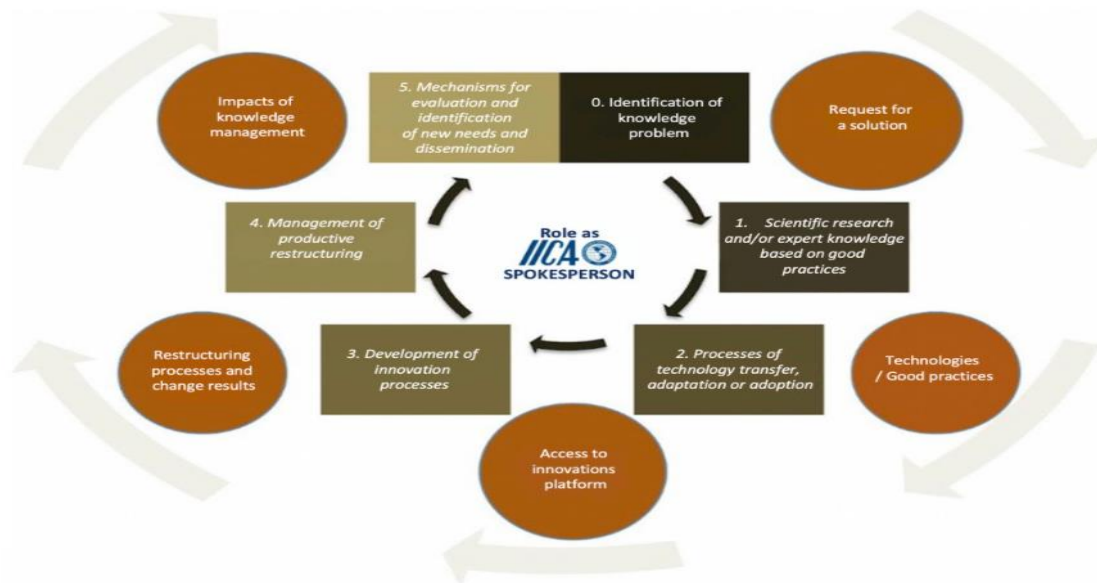 Impacts of
knowledge
management
5. Mechanisms for
evaluation and
identification
of new needs and
dissemination
0. Identification of
knowledge
problem
Request for
a solution
4. Management of
productive
restructuring
Role as
IICA
SPOKESPERSON
1. Scientific research
and/or expert knowledge
based on good
practices
Restructuring
processes and
change results
3. Development of
innovation
processes
2. Processes of
technology transfer,
adaptation or adoption
Technologies
/ Good practices
Access to
innovations
platform